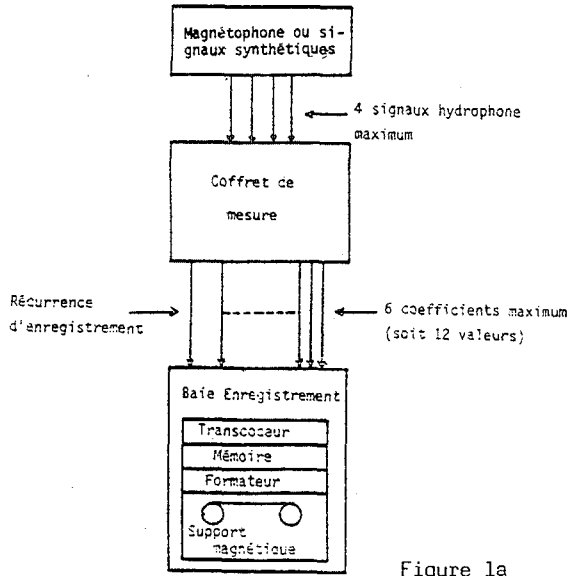 Magnétophone ou si-
gnaux synthétiques
4 signaux hydrophone
maximum
Coffret de
mesure
Récurrence
d'enregistrement
6 coefficients maximum
(soit 12 valeurs)
Baie Enregistrement
Transcodeur
Mémoire
Formateur
Support
magnétique
Figure 1a